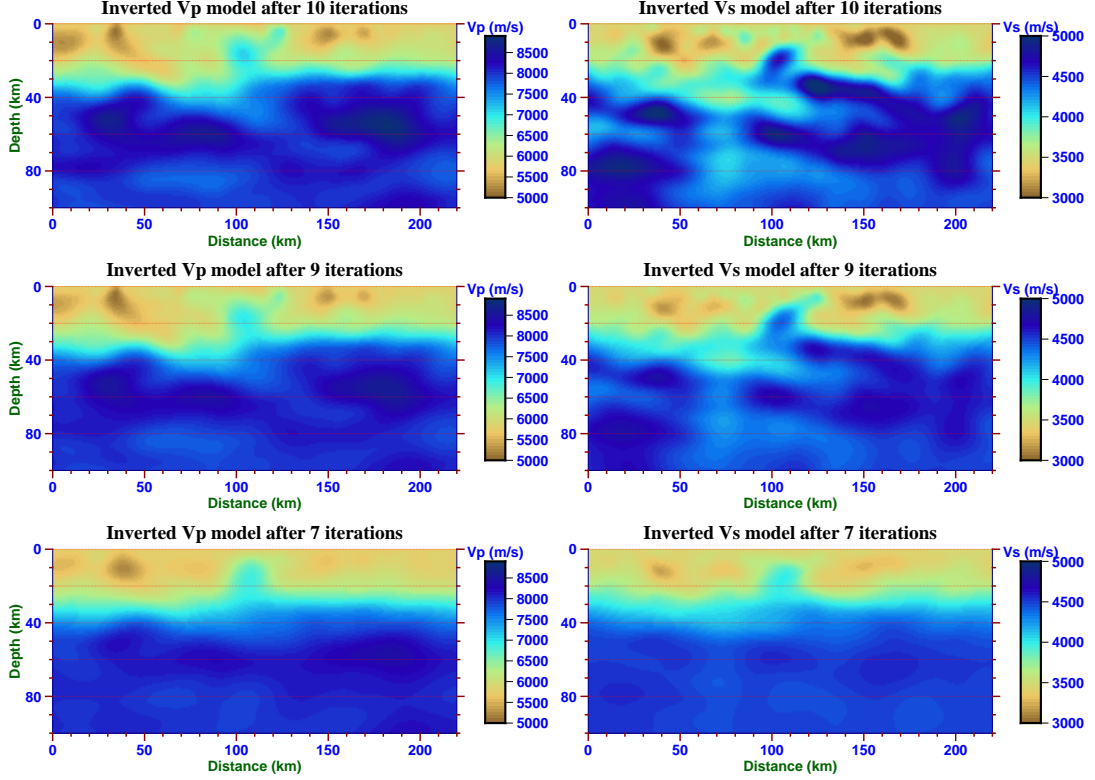 Inverted Vp model after 10 iterations
Inverted Vs model after 10 iterations
Vp (m/s)
Vs (m/s)
0
40
80
Depth (km)
0 50 100 150 200
Distance (km)
8500
8000
7500
7000
6500
6000
5500
5000
0
40
80
0 50 100 150 200
Distance (km)
5000
4500
4000
3500
3000
Inverted Vp model after 9 iterations
Inverted Vs model after 9 iterations
Vp (m/s)
Vs (m/s)
0
40
80
Depth (km)
0 50 100 150 200
Distance (km)
8500
8000
7500
7000
6500
6000
5500
5000
0
40
80
0 50 100 150 200
Distance (km)
5000
4500
4000
3500
3000
Inverted Vp model after 7 iterations
Inverted Vs model after 7 iterations
Vp (m/s)
Vs (m/s)
0
40
80
Depth (km)
0 50 100 150 200
Distance (km)
8500
8000
7500
7000
6500
6000
5500
5000
0
40
80
0 50 100 150 200
Distance (km)
5000
4500
4000
3500
3000